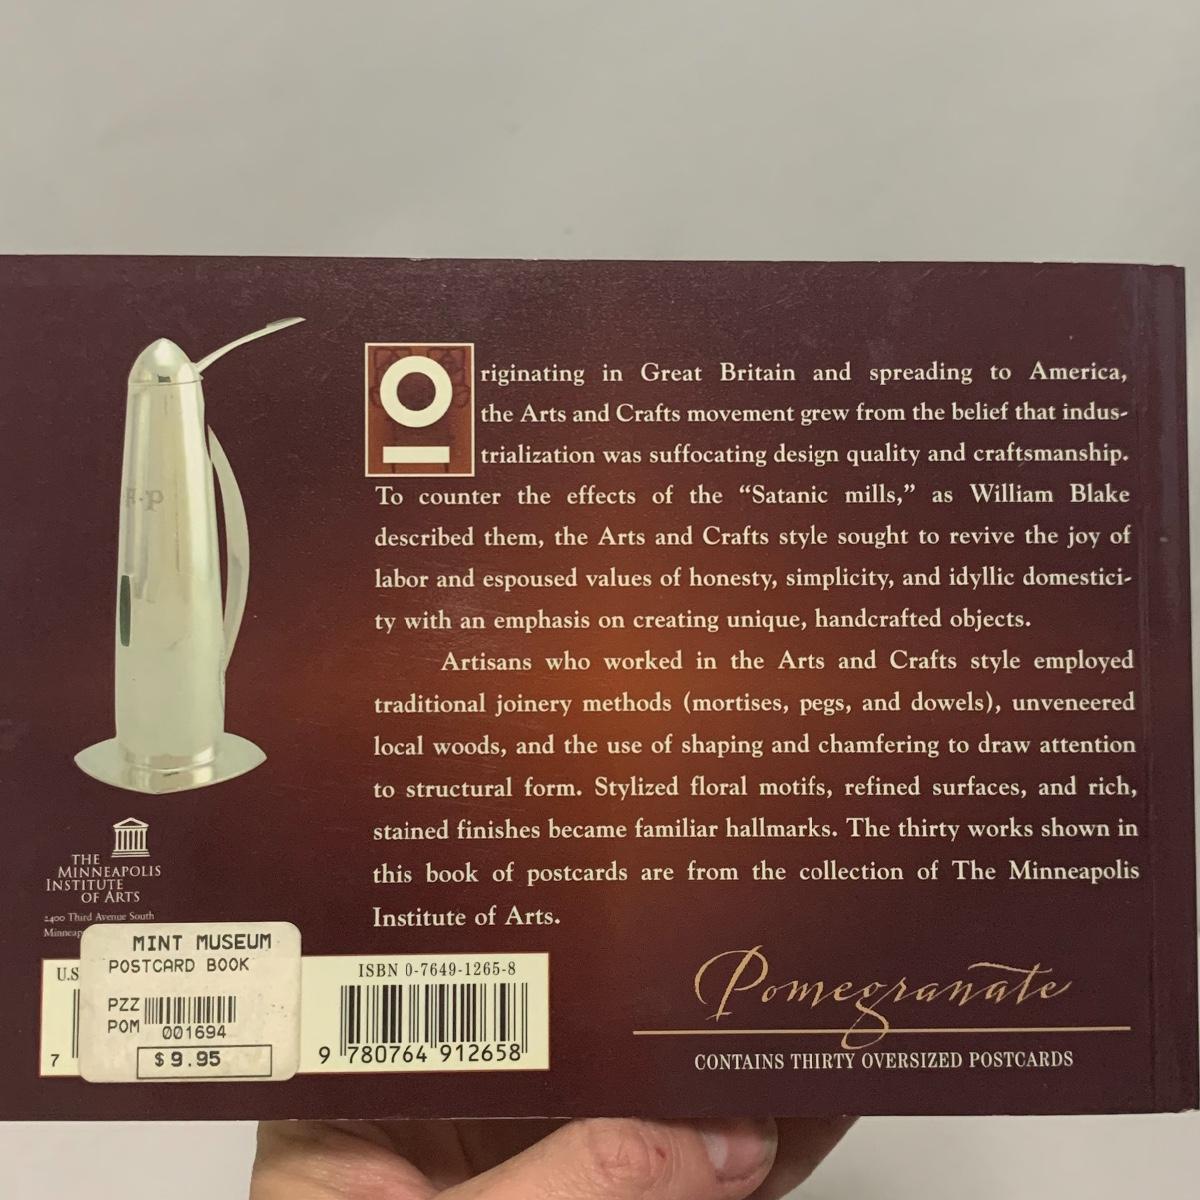 Originating in Great Britain and spreading to America,
the Arts and Crafts movement grew from the belief that indus-
trialization was suffocating design quality and craftsmanship.
To counter the effects of the “Satanic mills,” as William Blake
described them, the Arts and Crafts style sought to revive the joy of
labor and espoused values of honesty, simplicity, and idyllic domestici-
ty with an emphasis on creating unique, handcrafted objects.
Artisans who worked in the Arts and Crafts style employed
traditional joinery methods (mortises, pegs, and dowels), unveneered
local woods, and the use of shaping and chamfering to draw attention
to structural form. Stylized floral motifs, refined surfaces, and rich,
stained finishes became familiar hallmarks. The thirty works shown in
this book of postcards are from the collection of The Minneapolis
Institute of Arts.
THE
MINNEAPOLIS
INSTITUTE
OF ARTS
2400 Third Avenue South
MINT MUSEUM
POSTCARD BOOK
PZZ
POM 001694
$9.95
U.S
7
ISBN 0-7649-1265-8
9 780764 912658
Pomegranate
CONTAINS THIRTY OVERSIZED POSTCARDS